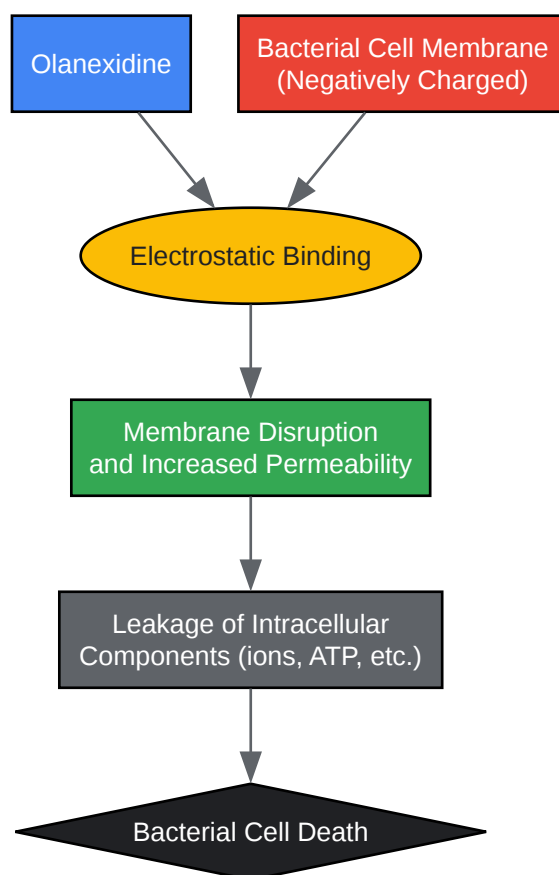 Olanexidine
Bacterial Cell Membrane
(Negatively Charged)
Electrostatic Binding
Membrane Disruption
and Increased Permeability
Leakage of Intracellular
Components (ions, ATP, etc.)
Bacterial Cell Death